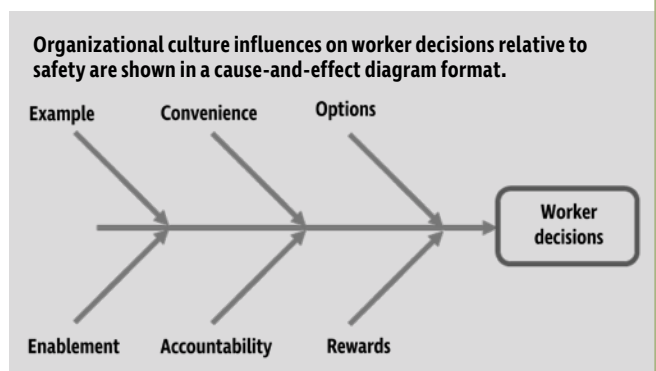 Organizational culture influences on worker decisions relative to
safety are shown in a cause-and-effect diagram format.
Example
Convenience
Options
Worker
decisions
Enablement
Accountability
Rewards